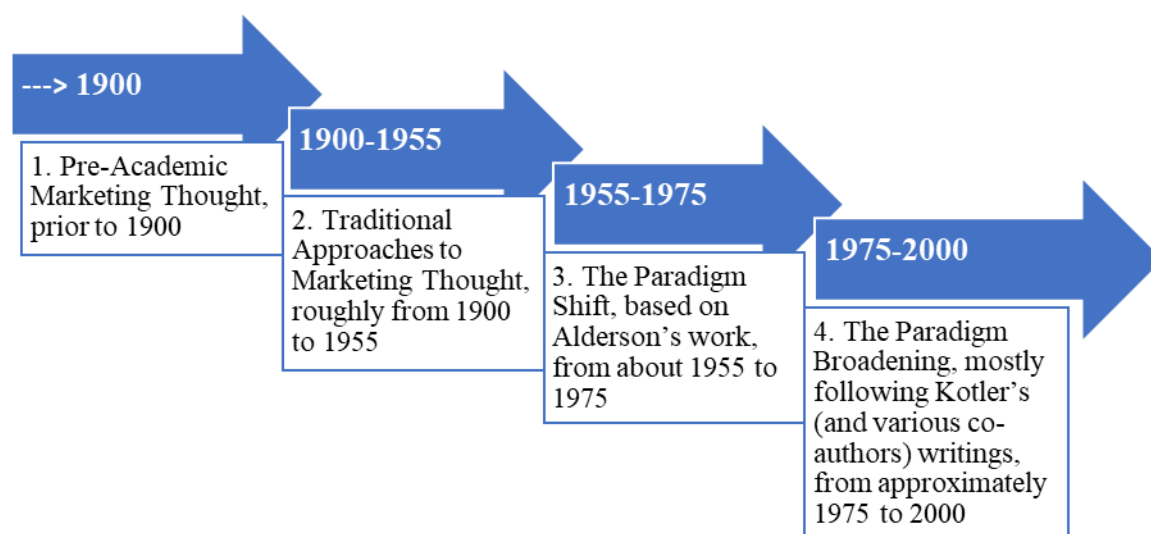 ---> 1900
1. Pre-Academic
Marketing Thought,
prior to 1900
1900-1955
2. Traditional
Approaches to
Marketing Thought,
roughly from 1900
to 1955
1955-1975
3. The Paradigm
Shift, based on
Alderson’s work,
from about 1955 to
1975
1975-2000
4. The Paradigm
Broadening, mostly
following Kotler’s
(and various co-
authors) writings,
from approximately
1975 to 2000